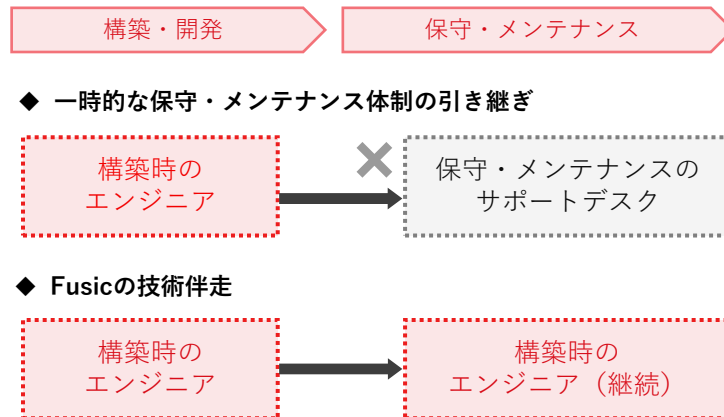 構築・開発
保守・メンテナンス
◆ 一時的な保守・メンテナンス体制の引き継ぎ
構築時の
エンジニア
保守・メンテナンスの
サポートデスク
◆ Fusicの技術伴走
構築時の
エンジニア
構築時の
エンジニア（継続）